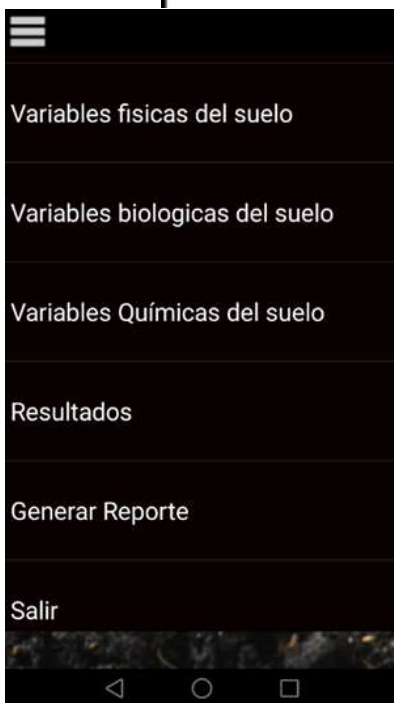 Variables fisicas del suelo
Variables biologicas del suelo
Variables Químicas del suelo
Resultados
Generar Reporte
Salir